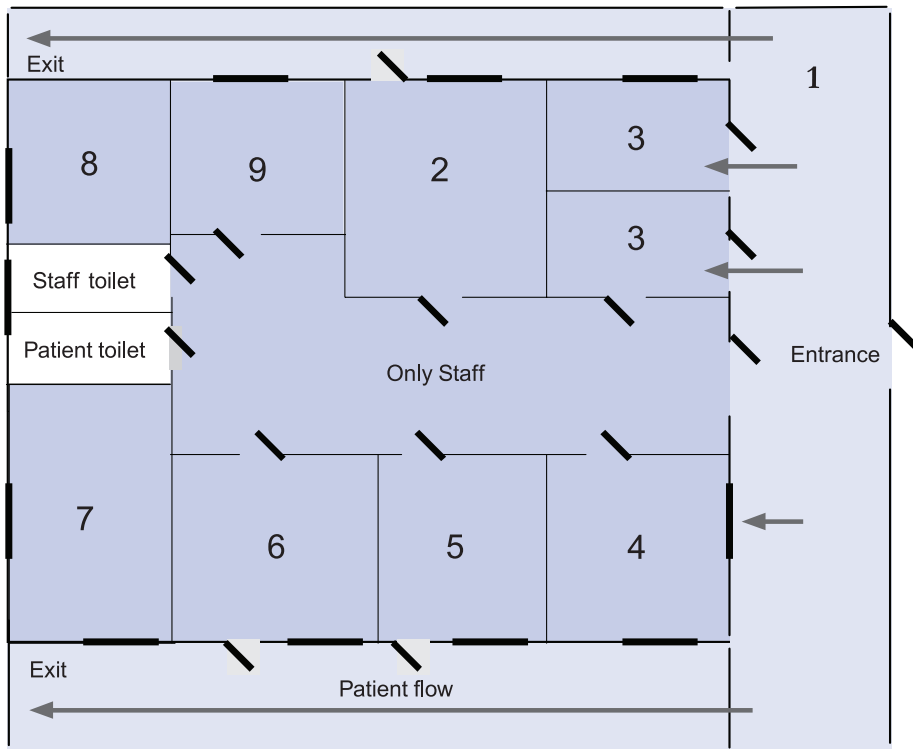 Exit
1
3
8
9
2
3
Staff toilet
Patient toilet
Entrance
Only Staff
7
6
5
4
Exit
Patient flow